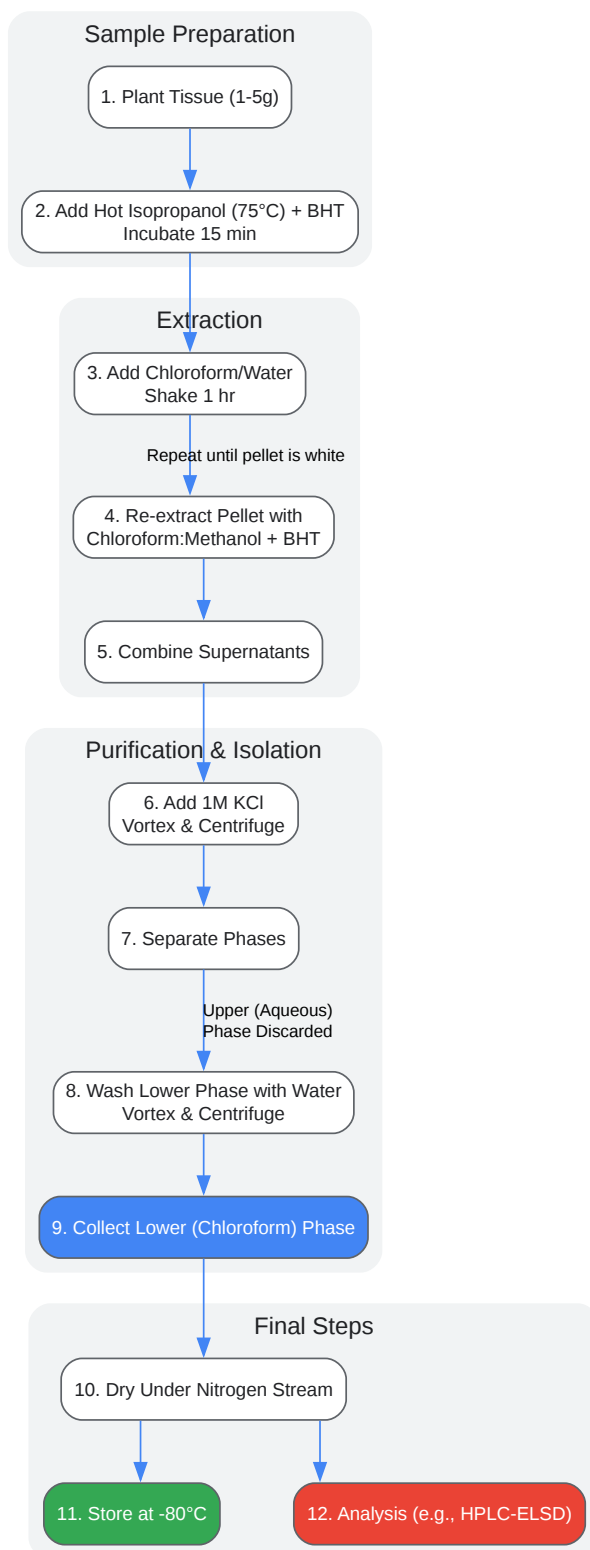 Sample Preparation
1. Plant Tissue (1-5g)
2. Add Hot Isopropanol (75°C) + BHT
Incubate 15 min
Extraction
3. Add Chloroform/Water
Shake 1 hr
Repeat until pellet is white
4. Re-extract Pellet with
Chloroform:Methanol + BHT
5. Combine Supernatants
Purification & Isolation
6. Add 1M KCl
Vortex & Centrifuge
7. Separate Phases
Upper (Aqueous)
Phase Discarded
8. Wash Lower Phase with Water
Vortex & Centrifuge
9. Collect Lower (Chloroform) Phase
Final Steps
10. Dry Under Nitrogen Stream
11. Store at -80°C
12. Analysis (e.g., HPLC-ELSD)